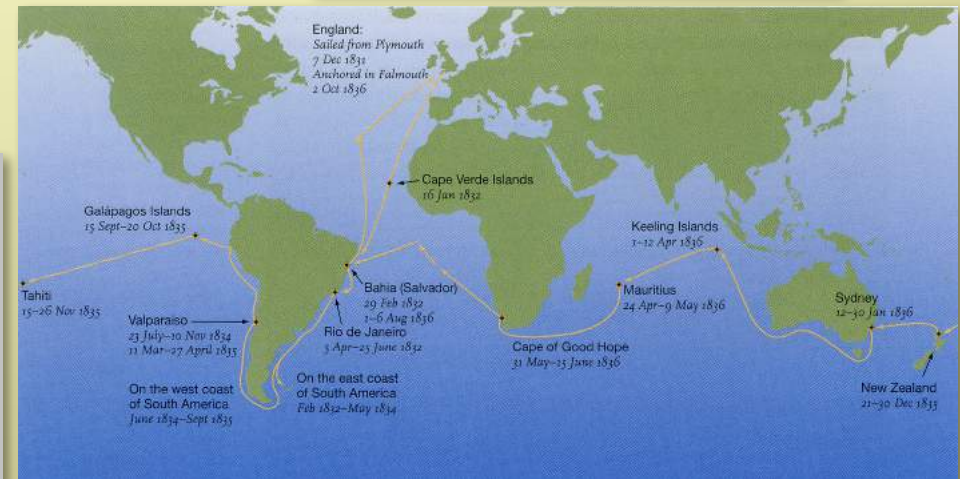 England:
Sailed from Plymouth
7 Dec 1831
Anchored in Falmouth
2 Oct 1836
Cape Verde Islands
16 Jan 1832
Galápagos Islands
15 Sept–20 Oct 1835
Keeling Islands
1–12 Apr 1836
Tahiti
15–26 Nov 1835
Bahia (Salvador)
29 Feb 1832
1–6 Aug 1836
Mauritius
24 Apr–9 May 1836
Sydney
12–30 Jan 1836
Valparaiso
23 July–10 Nov 1834
11 Mar–27 April 1835
Rio de Janeiro
5 Apr–25 June 1832
Cape of Good Hope
31 May–15 June 1836
On the west coast
of South America
June 1834–Sept 1835
On the east coast
of South America
Feb 1832–May 1834
New Zealand
21–30 Dec 1835